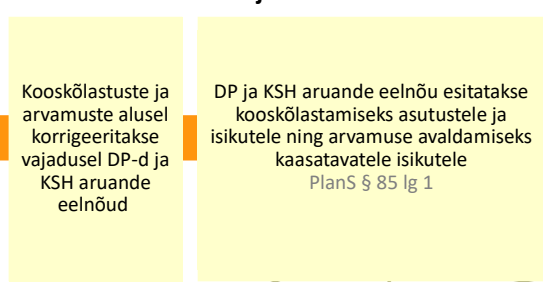 Kooskõlastuste ja
arvamuste alusel
korrigeeritakse
vajadusel DP-d ja
KSH aruande
eelnõud
DP ja KSH aruande eelnõu esitatakse
kooskõlastamiseks asutustele ja
isikutele ning arvamuse avaldamiseks
kaasatavatele isikutele
PlanS § 85 lg 1